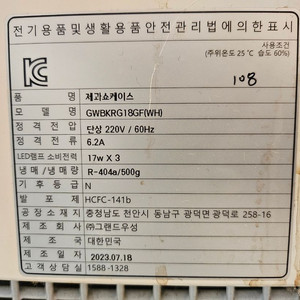 전기용품및생활용품안전관리법에의한표시
사용조건
(주위온도 25℃ 습도 60%)
108
품 명 제과쇼케이스
모 델 명 GWBKRG18GF(WH)
정 격 전 압 단상 220V / 60Hz
정 격 전 류 6.2A
LED램프 소비전력 17w X 3
냉 매 / 냉 매 량 R-404a/500g
기 후 등 급 N
발 포 제 HCFC-141b
공 장 소 재 지 충청남도 천안시 동남구 광덕면 광덕로 258-16
제 조 사 ㈜그랜드우성
제 조 국 대한민국
제 조 일 자 2023.07.18
고 객 상 담 실 1588-1328